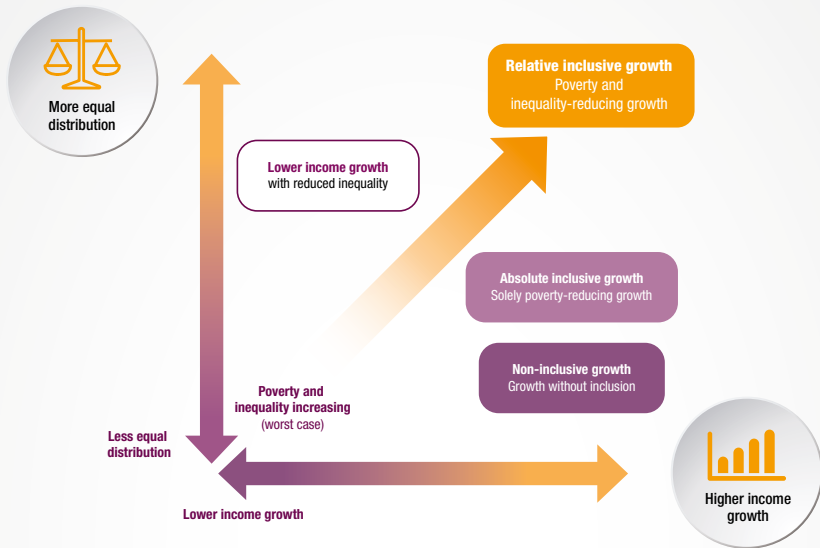 More equal
distribution
Relative inclusive growth
Poverty and
inequality-reducing growth
Lower income growth
with reduced inequality
Absolute inclusive growth
Solely poverty-reducing growth
Non-inclusive growth
Growth without inclusion
Poverty and
inequality increasing
(worst case)
Less equal
distribution
Lower income growth
Higher income
growth